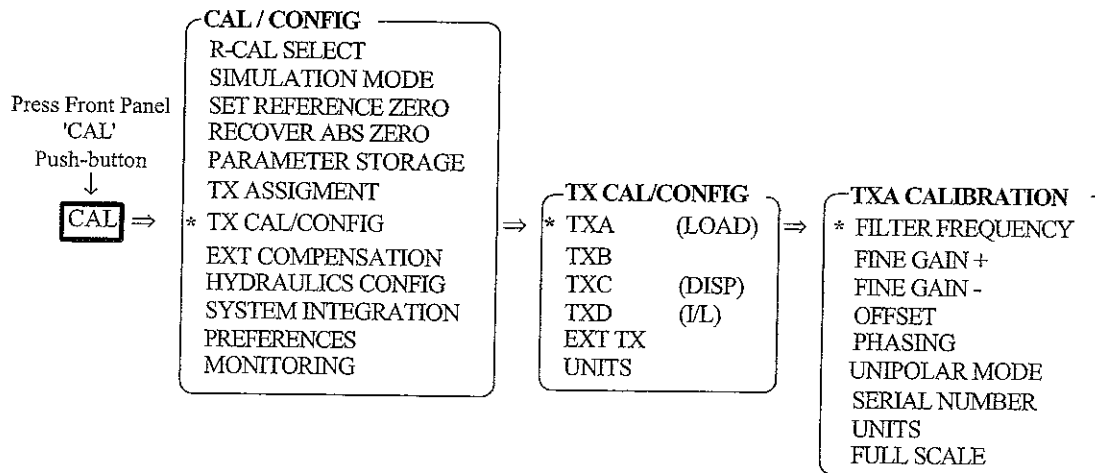 Press Front Panel
'CAL'
Push-button
↓
CAL ⇒
CAL / CONFIG
R-CAL SELECT
SIMULATION MODE
SET REFERENCE ZERO
RECOVER ABS ZERO
PARAMETER STORAGE
TX ASSIGMENT
* TX CAL/CONFIG ⇒
EXT COMPENSATION
HYDRAULICS CONFIG
SYSTEM INTEGRATION
PREFERENCES
MONITORING
TX CAL/CONFIG
* TXA (LOAD) ⇒
TXB
TXC (DISP)
TXD (I/L)
EXT TX
UNITS
TXA CALIBRATION
* FILTER FREQUENCY
FINE GAIN +
FINE GAIN -
OFFSET
PHASING
UNIPOLAR MODE
SERIAL NUMBER
UNITS
FULL SCALE